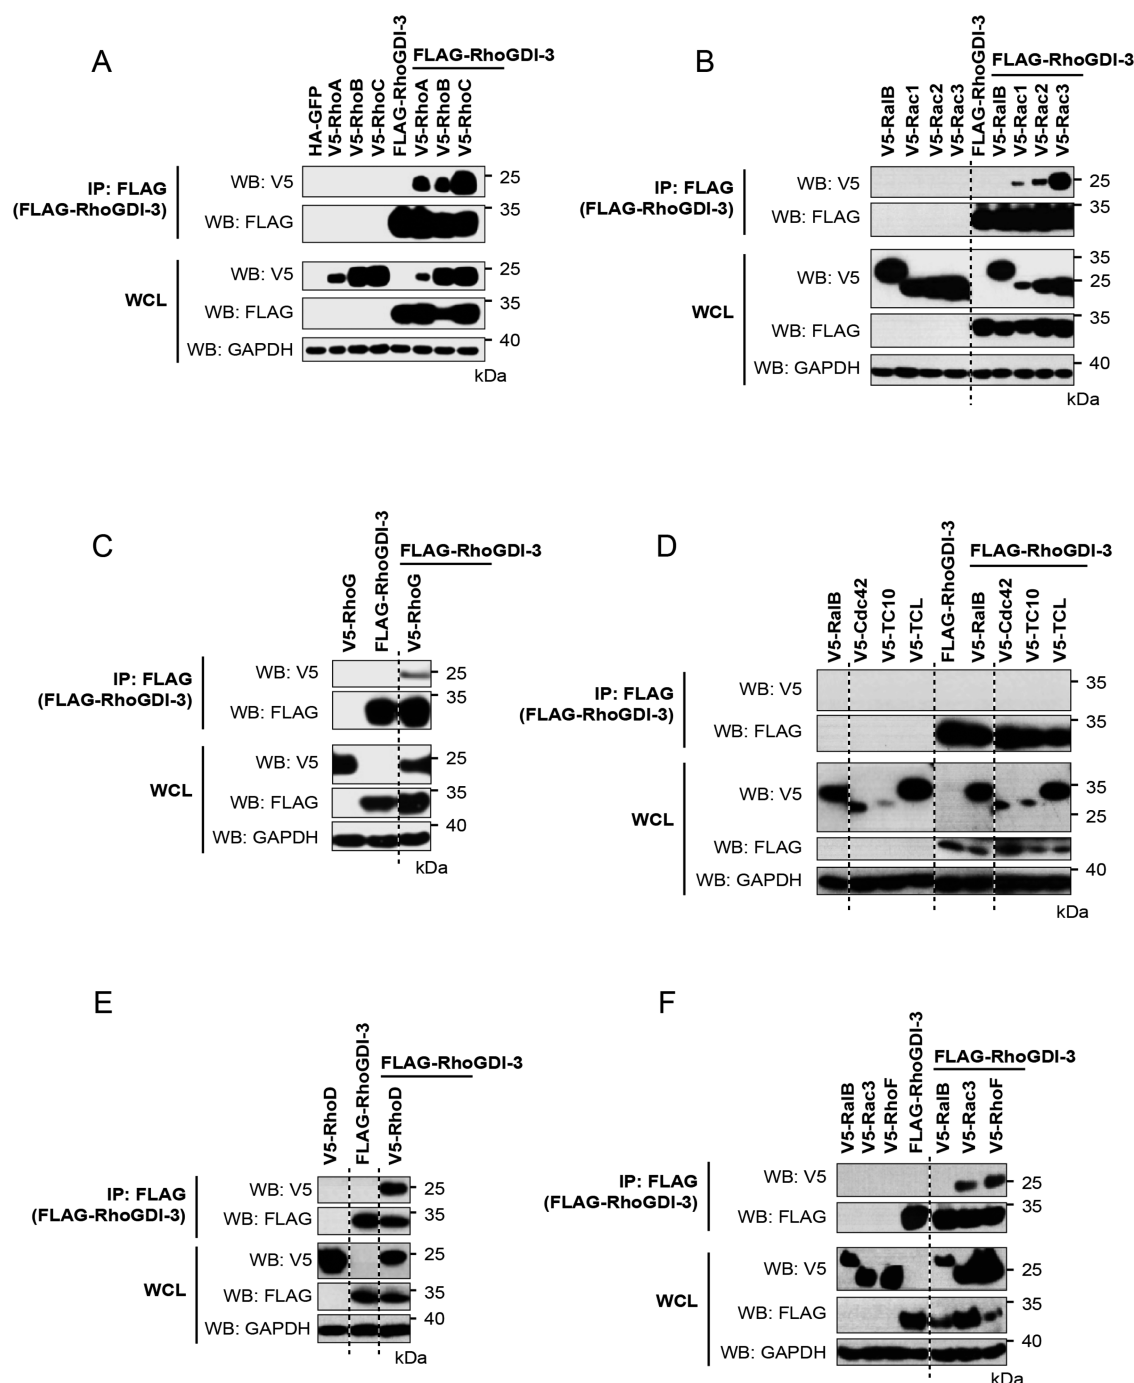 A
HA-GFP
V5-RhoA
V5-RhoB
V5-RhoC
FLAG-RhoGDI-3
FLAG-RhoGDI-3
V5-RhoA
V5-RhoB
V5-RhoC
IP: FLAG
(FLAG-RhoGDI-3)
WB: V5
25
WB: FLAG
35
WCL
WB: V5
25
WB: FLAG
35
WB: GAPDH
40
kDa
B
V5-RalB
V5-Rac1
V5-Rac2
V5-Rac3
FLAG-RhoGDI-3
FLAG-RhoGDI-3
V5-RalB
V5-Rac1
V5-Rac2
V5-Rac3
IP: FLAG
(FLAG-RhoGDI-3)
WB: V5
25
WB: FLAG
35
WCL
WB: V5
35
25
WB: FLAG
35
WB: GAPDH
40
kDa
C
V5-RhoG
FLAG-RhoGDI-3
FLAG-RhoGDI-3
V5-RhoG
IP: FLAG
(FLAG-RhoGDI-3)
WB: V5
25
WB: FLAG
35
WCL
WB: V5
25
WB: FLAG
35
WB: GAPDH
40
kDa
D
V5-RalB
V5-Cdc42
V5-TC10
V5-TCL
FLAG-RhoGDI-3
FLAG-RhoGDI-3
V5-RalB
V5-Cdc42
V5-TC10
V5-TCL
IP: FLAG
(FLAG-RhoGDI-3)
WB: V5
35
WB: FLAG
35
WCL
WB: V5
35
25
WB: FLAG
WB: GAPDH
40
kDa
E
V5-RhoD
FLAG-RhoGDI-3
FLAG-RhoGDI-3
V5-RhoD
IP: FLAG
(FLAG-RhoGDI-3)
WB: V5
25
WB: FLAG
35
WCL
WB: V5
25
WB: FLAG
35
WB: GAPDH
40
kDa
F
V5-RalB
V5-Rac3
V5-RhoF
FLAG-RhoGDI-3
FLAG-RhoGDI-3
V5-RalB
V5-Rac3
V5-RhoF
IP: FLAG
(FLAG-RhoGDI-3)
WB: V5
25
WB: FLAG
35
WCL
WB: V5
25
WB: FLAG
35
WB: GAPDH
40
kDa